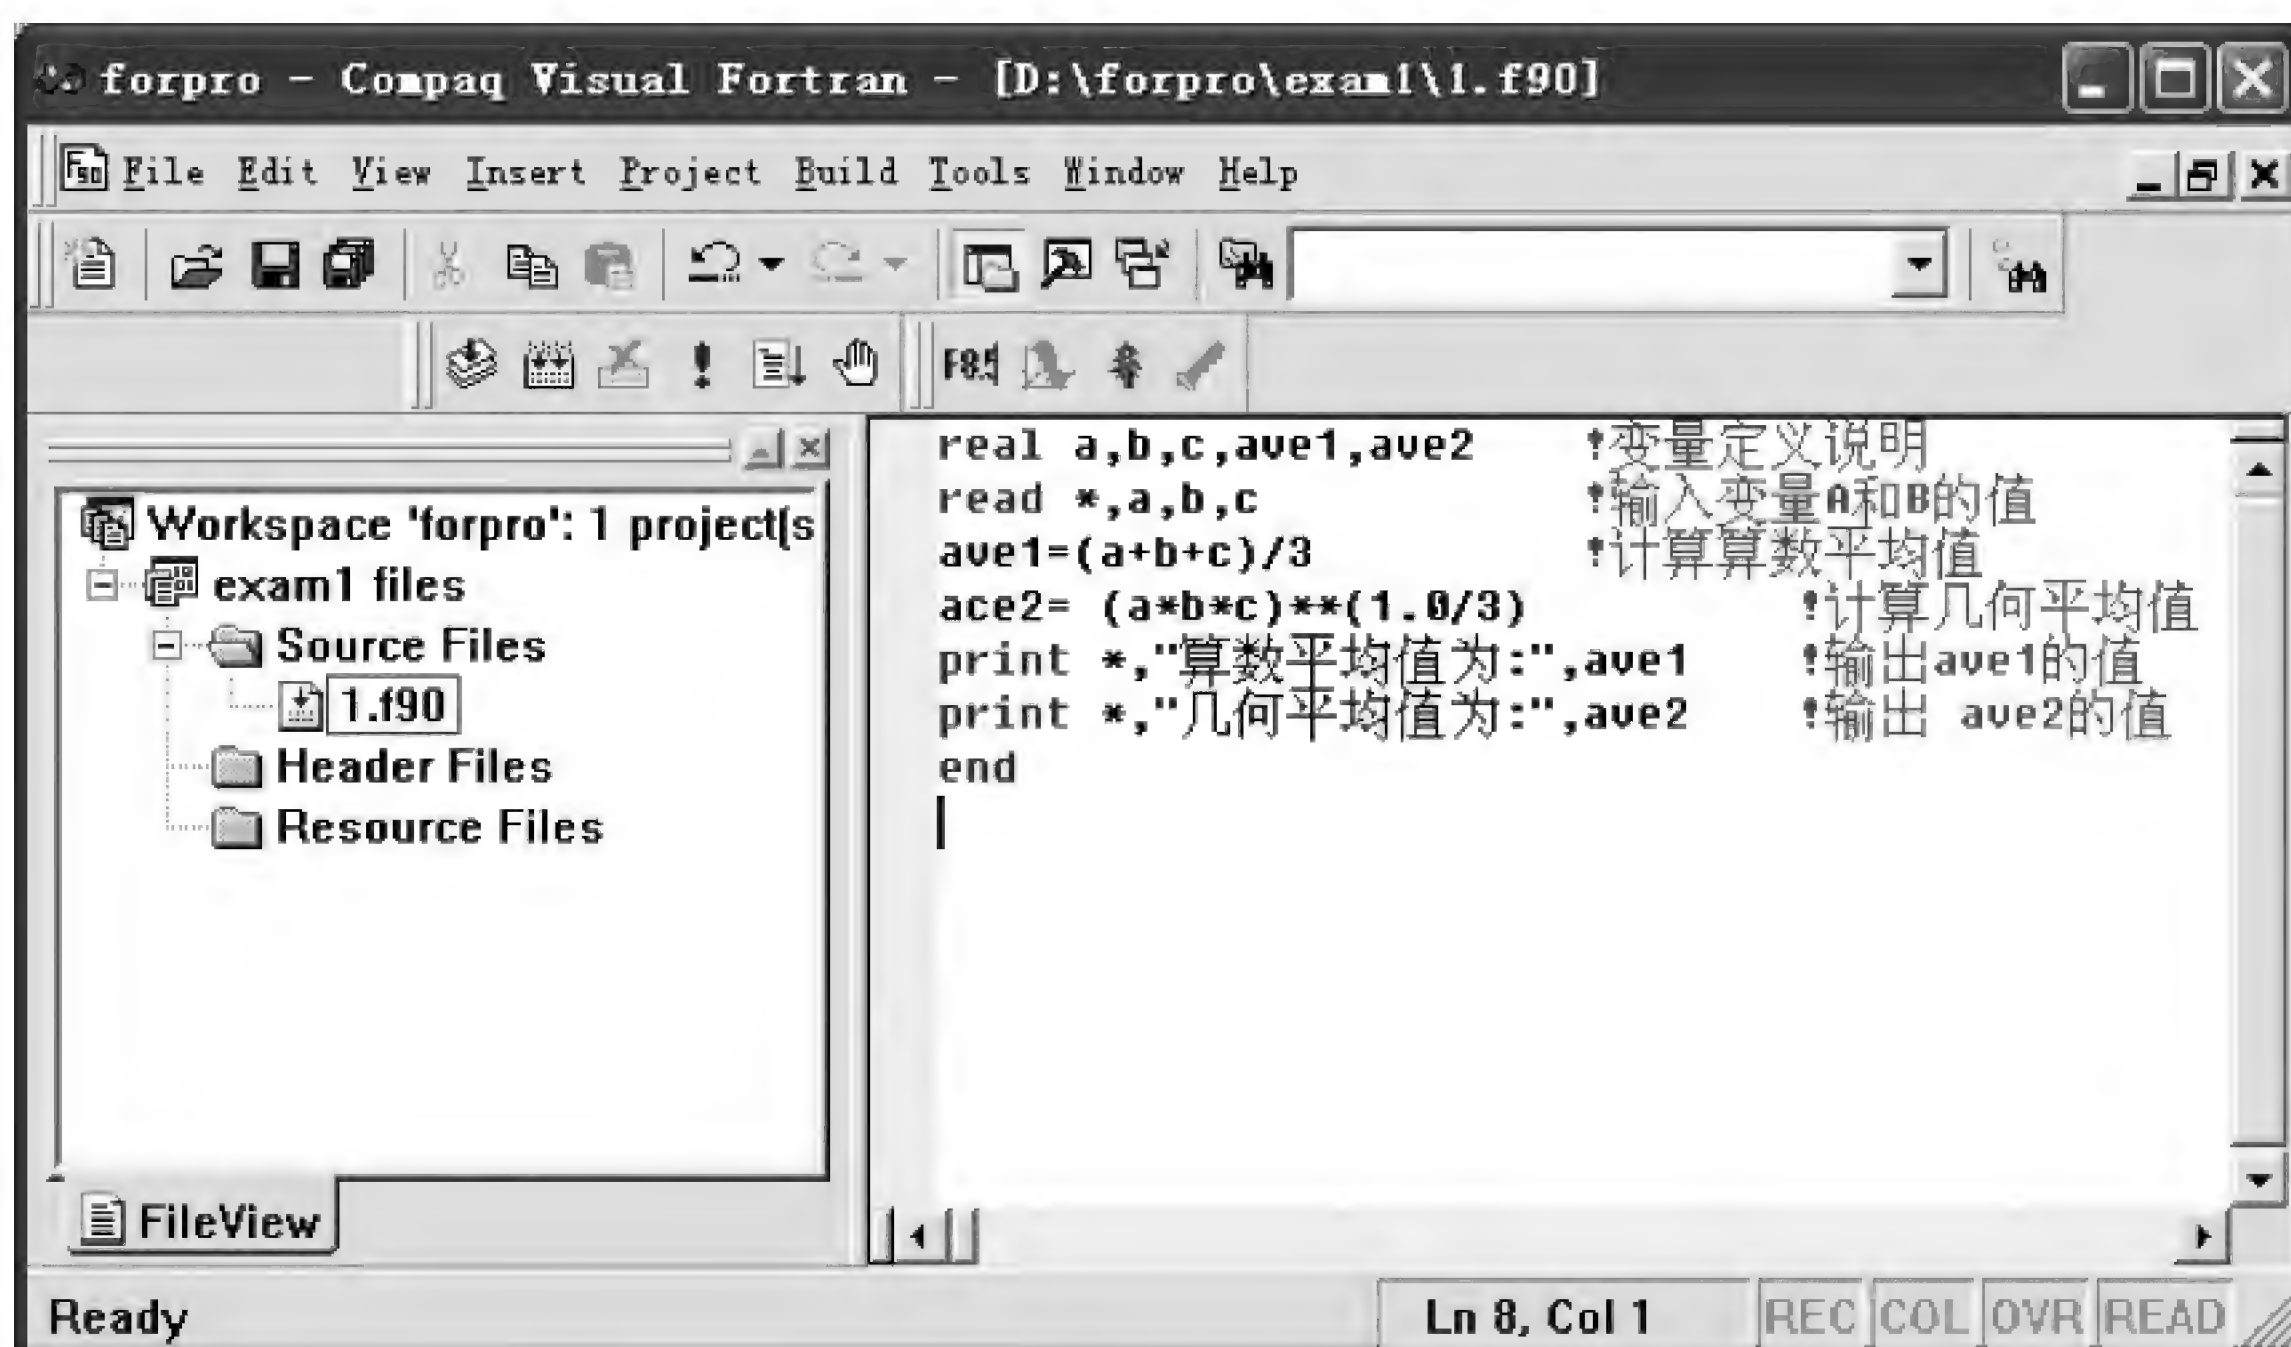 forpro - Compaq Visual Fortran - [D:\forpro\exam1\1.f90]
File Edit View Insert Project Build Tools Window Help
F90
F8.5
real a,b,c,ave1,ave2 !变量定义说明
read *,a,b,c !输入变量A和B的值
ave1=(a+b+c)/3 !计算算数平均值
ace2= (a*b*c)**(1.0/3) !计算几何平均值
print *,"算数平均值为:",ave1 !输出ave1的值
print *,"几何平均值为:",ave2 !输出 ave2的值
end
Workspace 'forpro': 1 project(s
exam1 files
Source Files
1.f90
Header Files
Resource Files
FileView
Ready
Ln 8, Col 1
REC COL OVR READ